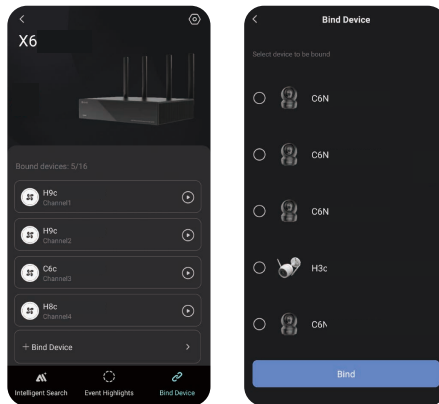 X6
Bound devices: 5/16
H9c
Channel1
H9c
Channel2
C6c
Channel3
H8c
Channel4
+ Bind Device
Intelligent Search
Event Highlights
Bind Device
Bind Device
Select device to be bound
C6N
C6N
C6N
H3c
C6N
Bind